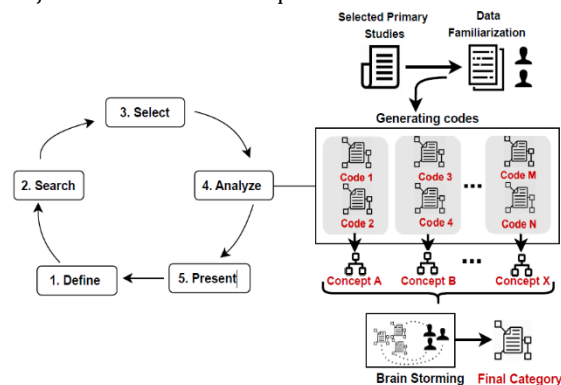 Selected Primary
Studies
Data
Familiarization
Generating codes
3. Select
2. Search
4. Analyze
1. Define
5. Present
Code 1
Code 3
Code M
Code 2
Code 4
...
Code N
Concept A
Concept B
...
Concept X
Brain Storming
Final Category